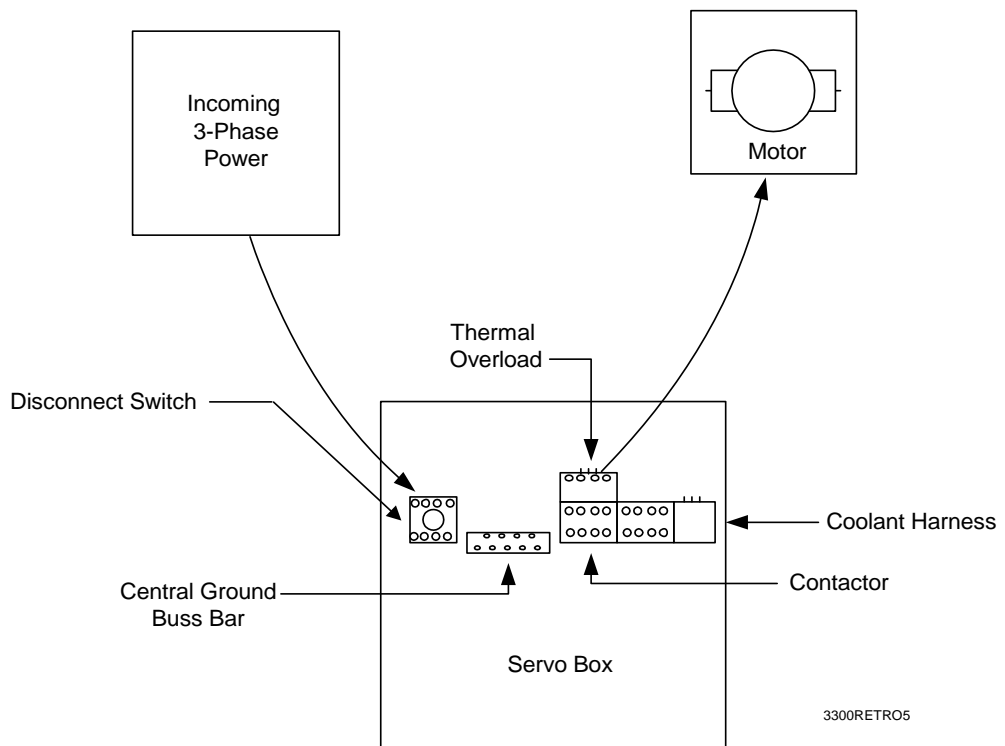 Incoming
3-Phase
Power
Motor
Thermal
Overload
Disconnect Switch
Coolant Harness
Central Ground
Buss Bar
Contactor
Servo Box
3300RETRO5